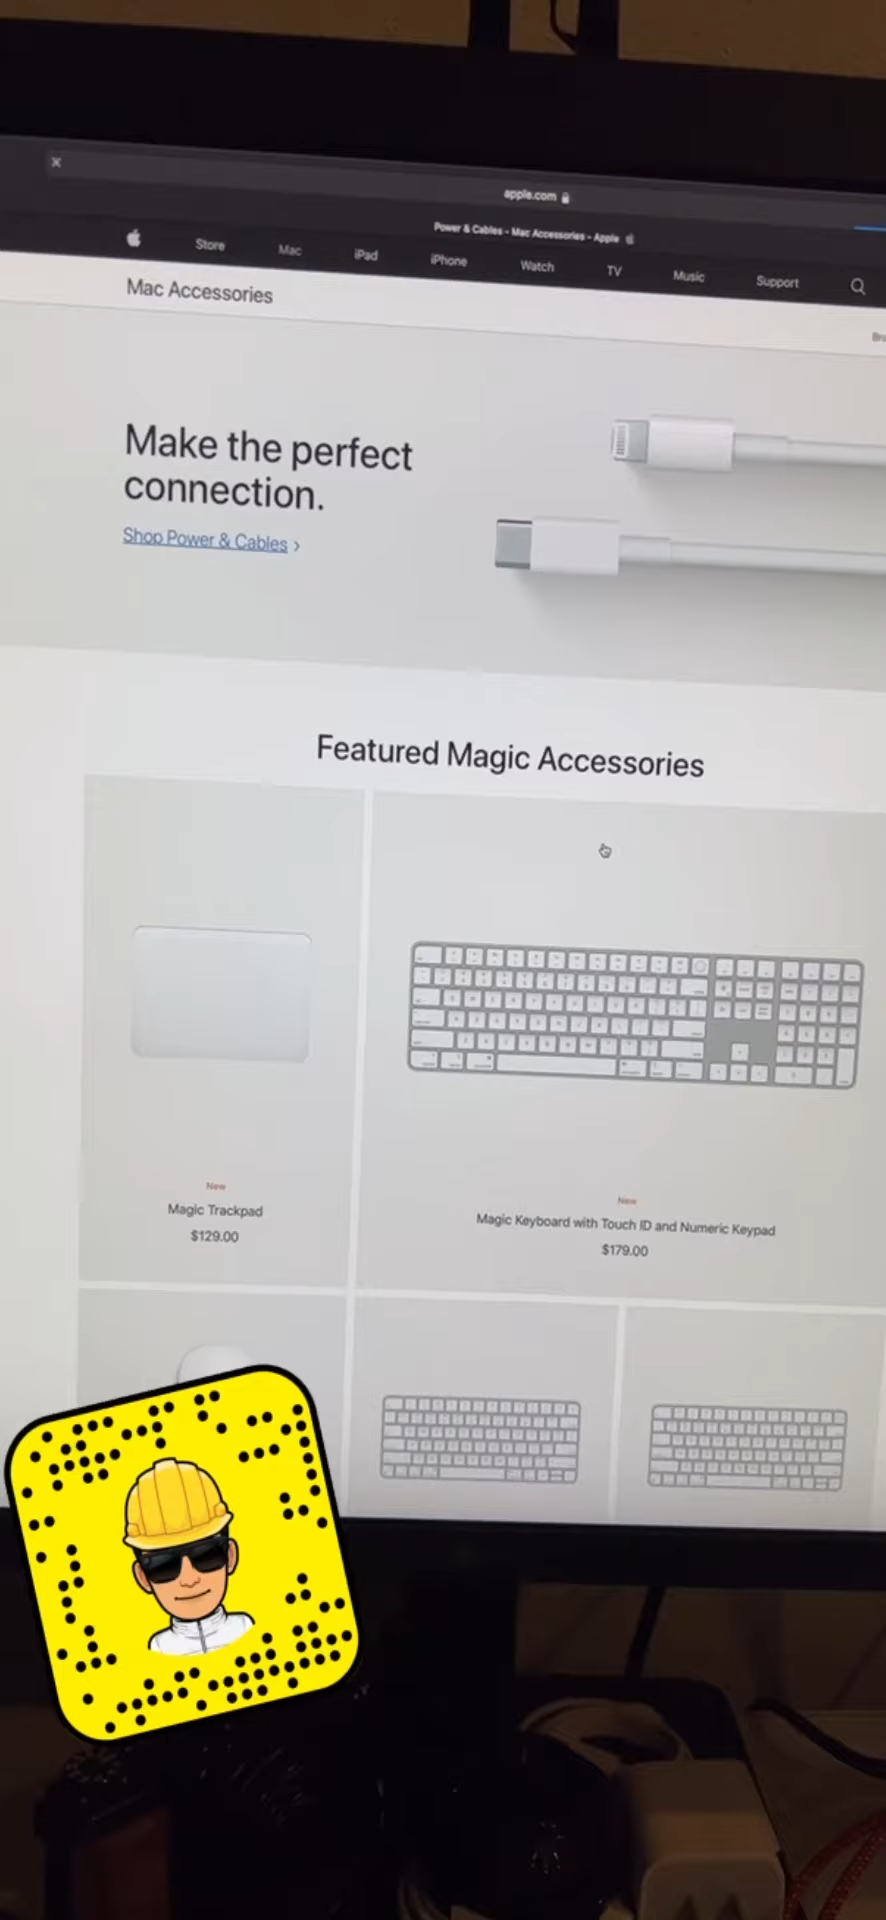 apple.com
Power & Cables - Mac Accessories - Apple
Store Mac iPad iPhone Watch TV Music Support
Mac Accessories
Make the perfect
connection.
Shop Power & Cables >
Featured Magic Accessories
New
Magic Trackpad
$129.00
New
Magic Keyboard with Touch ID and Numeric Keypad
$179.00